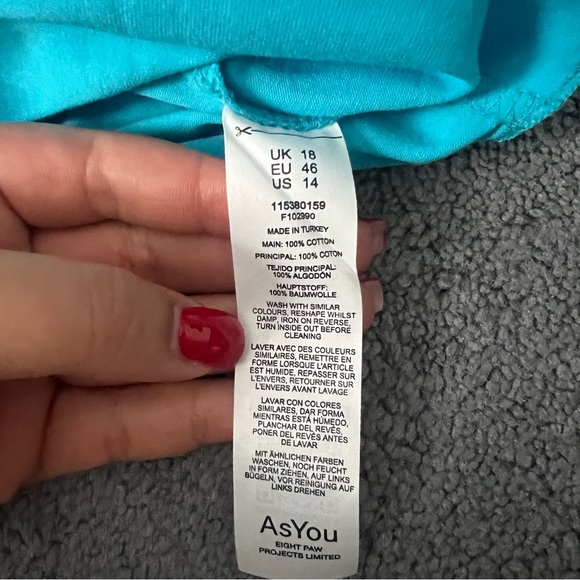 UK 18
EU 46
US 14
115380159
F102990
MADE IN TURKEY
MAIN: 100% COTTON
PRINCIPAL: 100% COTON
TEJIDO PRINCIPAL:
100% ALGODÓN
HAUPTSTOFF:
100% BAUMWOLLE
WASH WITH SIMILAR
COLOURS, RESHAPE WHILST
DAMP, IRON ON REVERSE,
TURN INSIDE OUT BEFORE
CLEANING
LAVER AVEC DES COULEURS
SIMILAIRES, REMETTRE EN
FORME LORSQUE L'ARTICLE
EST HUMIDE, REPASSER SUR
L'ENVERS, RETOURNER SUR
L'ENVERS AVANT LAVAGE
LAVAR CON COLORES
SIMILARES, DAR FORMA
MIENTRAS ESTÁ HÚMEDO,
PLANCHAR DEL REVÉS,
PONER DEL REVÉS ANTES
DE LAVAR
MIT ÄHNLICHEN FARBEN
WASCHEN, NOCH FEUCHT
IN FORM ZIEHEN, AUF LINKS
BÜGELN, VOR REINIGUNG AUF
LINKS DREHEN
AsYou
EIGHT PAW
PROJECTS LIMITED